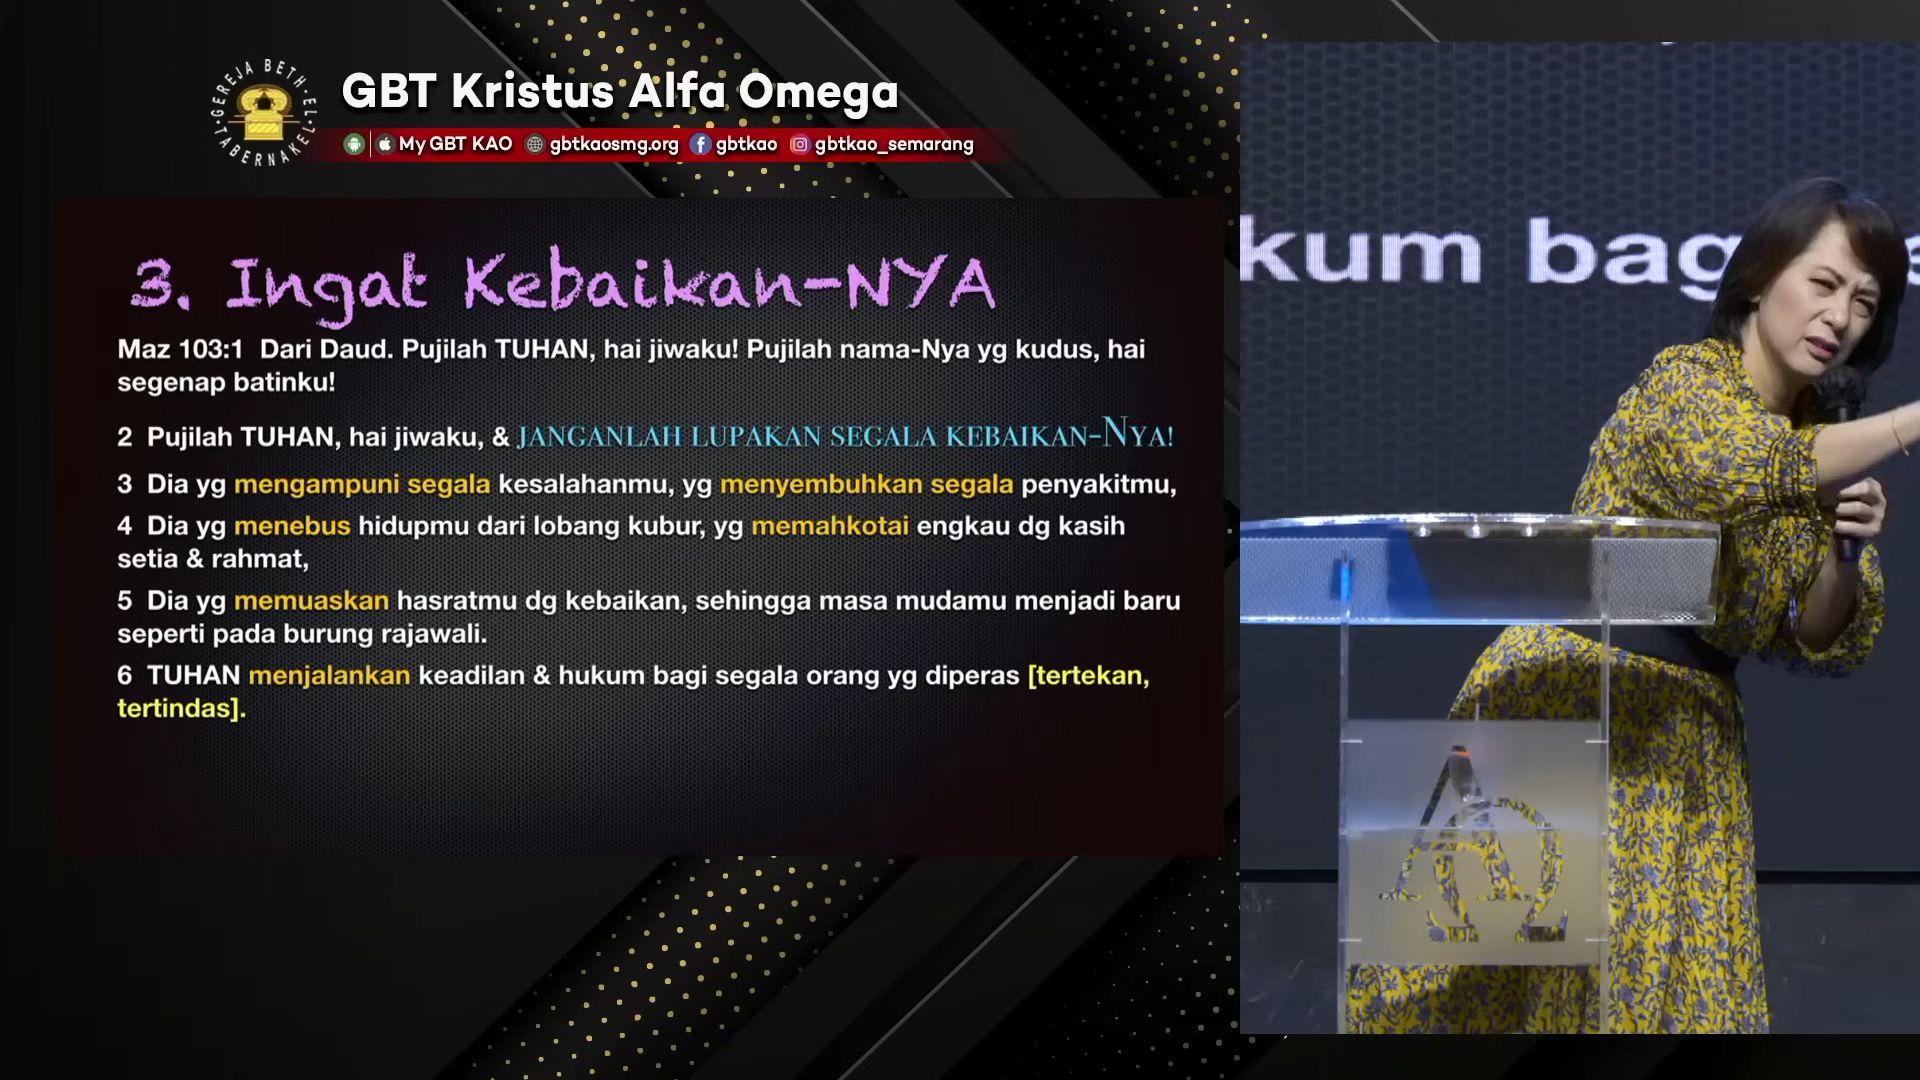 GEREJA BETH-EL TABERNAKEL
GBT Kristus Alfa Omega
My GBT KAO gbtkaosmg.org gbtkao gbtkao_semarang
3. Ingat Kebaikan-NYA
Maz 103:1 Dari Daud. Pujilah TUHAN, hai jiwaku! Pujilah nama-Nya yg kudus, hai
segenap batinku!
2 Pujilah TUHAN, hai jiwaku, & JANGANLAH LUPAKAN SEGALA KEBAIKAN-NYA!
3 Dia yg mengampuni segala kesalahanmu, yg menyembuhkan segala penyakitmu,
4 Dia yg menebus hidupmu dari lobang kubur, yg memahkotai engkau dg kasih
setia & rahmat,
5 Dia yg memuaskan hasratmu dg kebaikan, sehingga masa mudamu menjadi baru
seperti pada burung rajawali.
6 TUHAN menjalankan keadilan & hukum bagi segala orang yg diperas [tertekan,
tertindas].
kum bag
ΑΩ